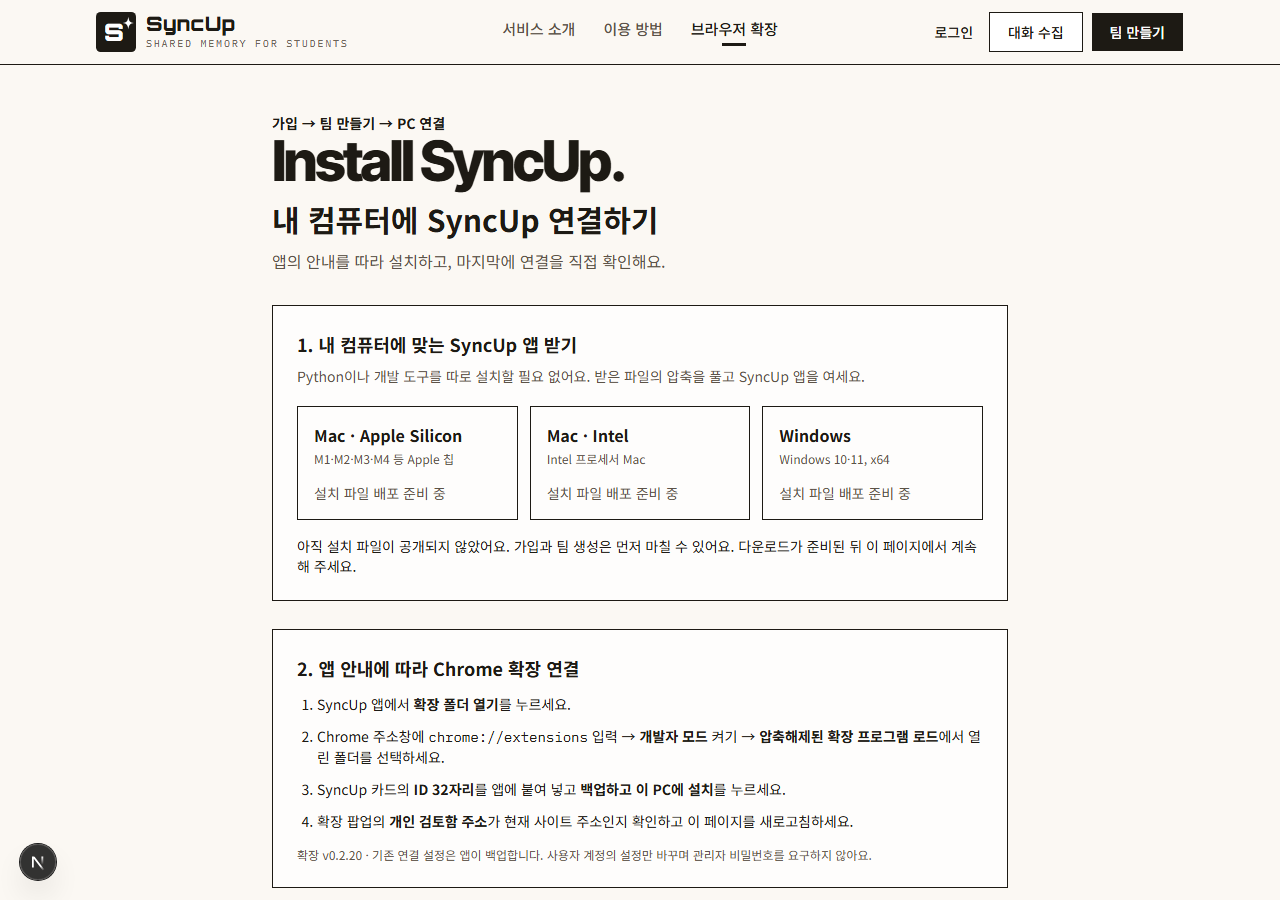 S
SyncUp
SHARED MEMORY FOR STUDENTS
서비스 소개
이용 방법
브라우저 확장
로그인
대화 수집
팀 만들기
가입 → 팀 만들기 → PC 연결
Install SyncUp.
내 컴퓨터에 SyncUp 연결하기
앱의 안내를 따라 설치하고, 마지막에 연결을 직접 확인해요.
1. 내 컴퓨터에 맞는 SyncUp 앱 받기
Python이나 개발 도구를 따로 설치할 필요 없어요. 받은 파일의 압축을 풀고 SyncUp 앱을 여세요.
Mac · Apple Silicon
M1·M2·M3·M4 등 Apple 칩
설치 파일 배포 준비 중
Mac · Intel
Intel 프로세서 Mac
설치 파일 배포 준비 중
Windows
Windows 10·11, x64
설치 파일 배포 준비 중
아직 설치 파일이 공개되지 않았어요. 가입과 팀 생성은 먼저 마칠 수 있어요. 다운로드가 준비된 뒤 이 페이지에서 계속
해 주세요.
2. 앱 안내에 따라 Chrome 확장 연결
1. SyncUp 앱에서 확장 폴더 열기를 누르세요.
2. Chrome 주소창에 chrome://extensions 입력 → 개발자 모드 켜기 → 압축해제된 확장 프로그램 로드에서 열
린 폴더를 선택하세요.
3. SyncUp 카드의 ID 32자리를 앱에 붙여 넣고 백업하고 이 PC에 설치를 누르세요.
4. 확장 팝업의 개인 검토함 주소가 현재 사이트 주소인지 확인하고 이 페이지를 새로고침하세요.
확장 v0.2.20 · 기존 연결 설정은 앱이 백업합니다. 사용자 계정의 설정만 바꾸며 관리자 비밀번호를 요구하지 않아요.
N